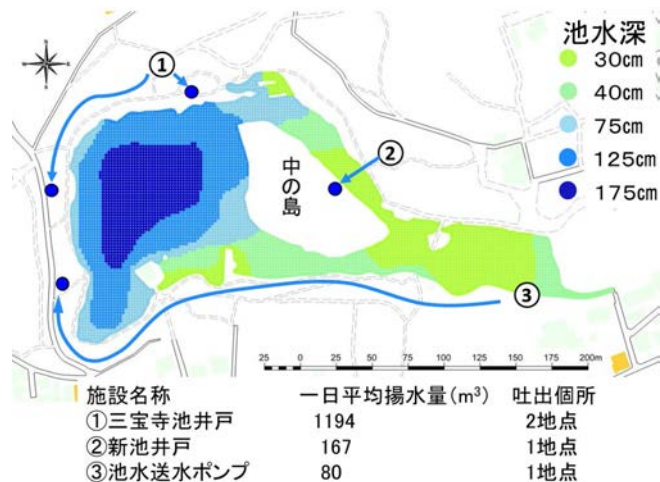 池水深
30cm
40cm
75cm
125cm
175cm
①
②
中の島
③
25 0 25 50 75 100 125 150 175 200m
施設名称 一日平均揚水量(m³) 吐出個所
①三宝寺池井戸 1194 2地点
②新池井戸 167 1地点
③池水送水ポンプ 80 1地点